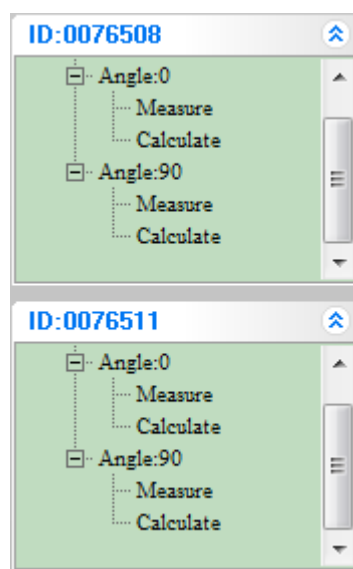 ID:0076508
Angle:0
Measure
Calculate
Angle:90
Measure
Calculate
ID:0076511
Angle:0
Measure
Calculate
Angle:90
Measure
Calculate